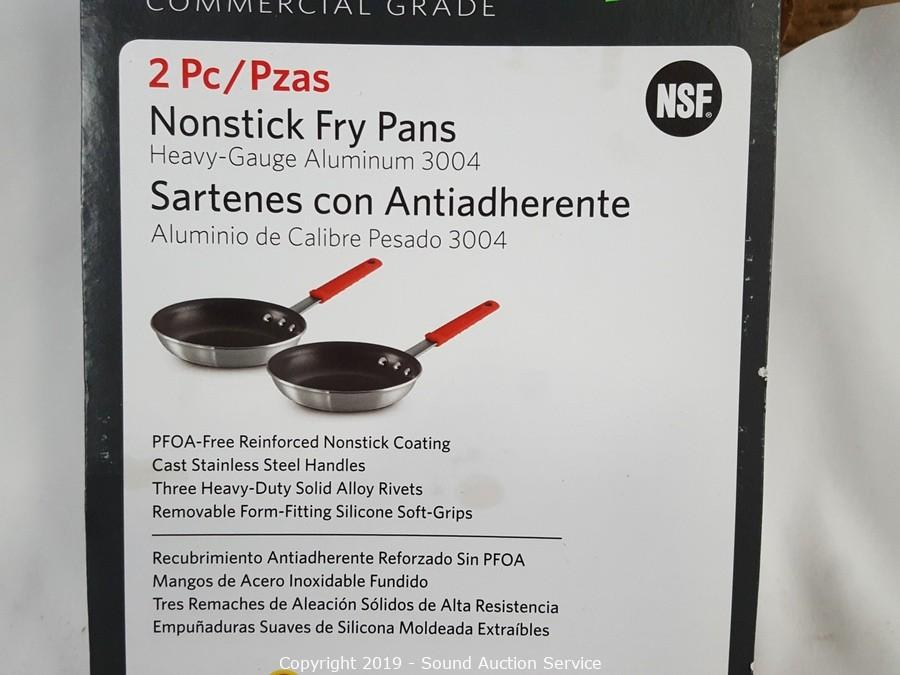 COMMERCIAL GRADE
2 Pc/Pzas
NSF®
Nonstick Fry Pans
Heavy-Gauge Aluminum 3004
Sartenes con Antiadherente
Aluminio de Calibre Pesado 3004
PFOA-Free Reinforced Nonstick Coating
Cast Stainless Steel Handles
Three Heavy-Duty Solid Alloy Rivets
Removable Form-Fitting Silicone Soft-Grips
Recubrimiento Antiadherente Reforzado Sin PFOA
Mangos de Acero Inoxidable Fundido
Tres Remaches de Aleación Sólidos de Alta Resistencia
Empuñaduras Suaves de Silicona Moldeada Extraíbles
Copyright 2019 - Sound Auction Service